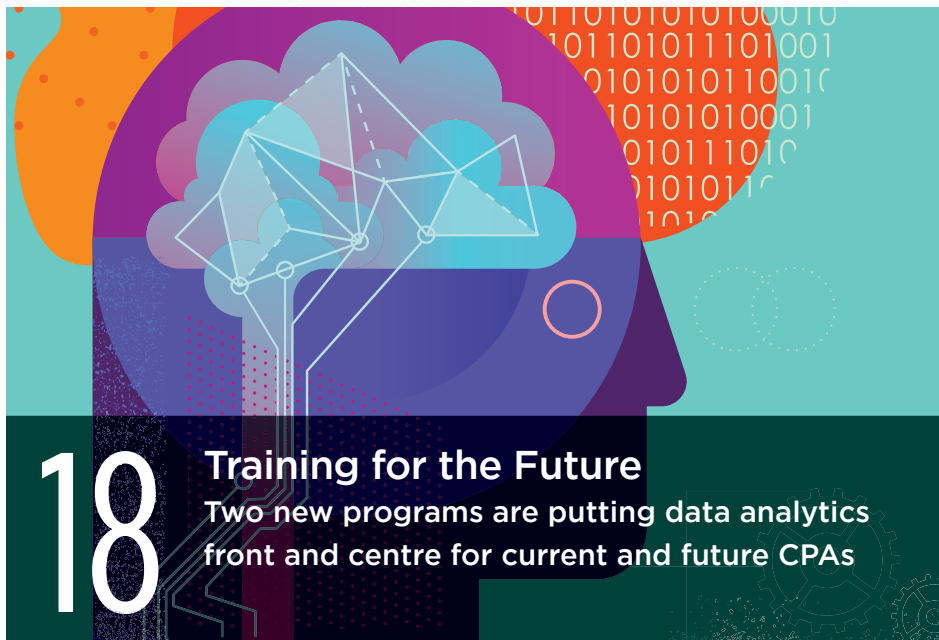 18
Training for the Future
Two new programs are putting data analytics
front and centre for current and future CPAs